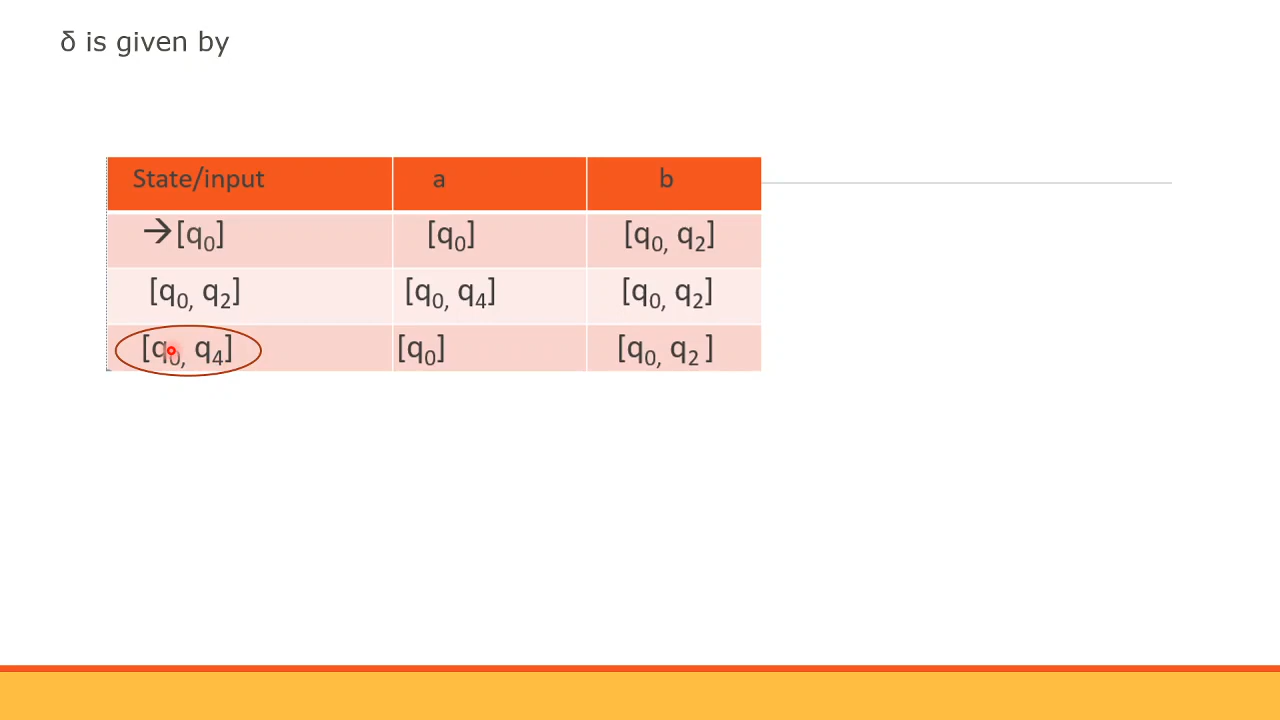 δ is given by
State/input a b
→[q0] [q0] [q0, q2]
[q0, q2] [q0, q4] [q0, q2]
[q0, q4] [q0] [q0, q2 ]